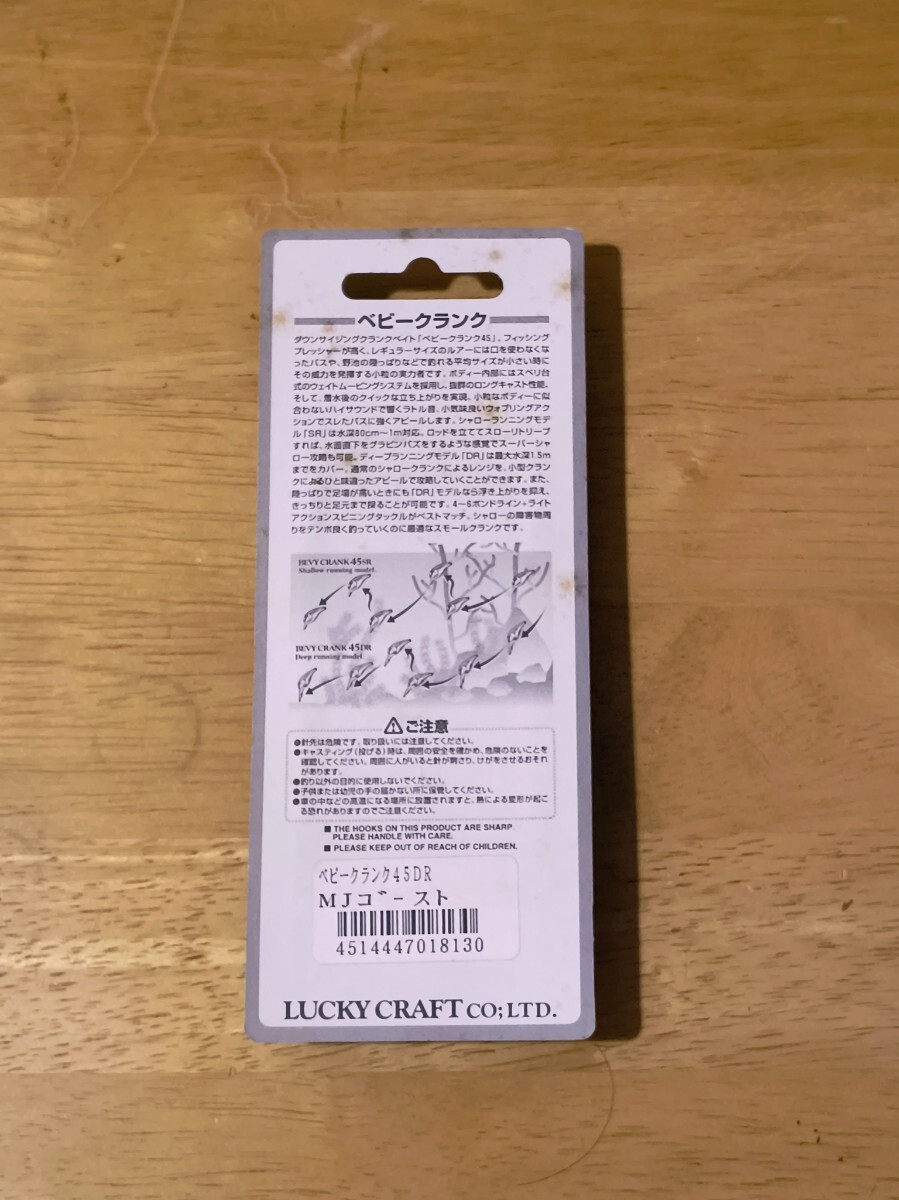 ベビークランク
ダウンサイジングクランクベイト「ベビークランク45」。フィッシング
プレッシャーが高く、レギュラーサイズのルアーには口を使わなくな
ったバスや、野池の陸っぱりなどで釣れる平均サイズが小さい時に
その威力を発揮する小粒の実力者です。ボディー内部にはスベリ台
式のウェイトムービングシステムを採用し、抜群のロングキャスト性能。
そして、着水後のクイックな立ち上がりを実現。小粒なボディーに似
合わないハイサウンドで響くラトル音、小気味良いウォブリングアク
ションでスレたバスに強くアピールします。シャローランニングモデ
ル「SR」は水深80cm〜1m対応。ロッドを立ててスローリトリーブ
すれば、水面直下をグラビンバズをするような感覚でスーパーシャ
ロー攻略も可能。ディープランニングモデル「DR」は最大水深1.5m
までをカバー。通常のシャロークランクによるレンジを、小型クラン
クによるひと味違ったアピールで攻略していくことができます。また、
陸っぱりで足場が高いときにも「DR」モデルなら浮き上がりを抑え、
きっちりと足元まで探ることが可能です。4〜6ポンドライン+ライト
アクションスピニングタックルがベストマッチ。シャローの障害物周
りをテンポ良く釣っていくのに最適なスモールクランクです。
BEVY CRANK 45SR
Shallow running model.
BEVY CRANK 45DR
Deep running model.
ご注意
●針先は危険です。取り扱いには注意してください。
●キャスティング(投げる)時は、周囲の安全を確かめ、危険のないことを
確認してください。周囲に人がいると針が刺さり、けがをさせるおそれ
があります。
●釣り以外の目的に使用しないでください。
●子供または幼児の手の届かない所に保管してください。
●車の中などの高温になる場所に放置されますと、熱による変形が起こ
る恐れがありますのでご注意ください。
■ THE HOOKS ON THIS PRODUCT ARE SHARP
PLEASE HANDLE WITH CARE.
■ PLEASE KEEP OUT OF REACH OF CHILDREN.
ベビークランク45DR
MJゴースト
4514447018130
LUCKY CRAFT CO;LTD.